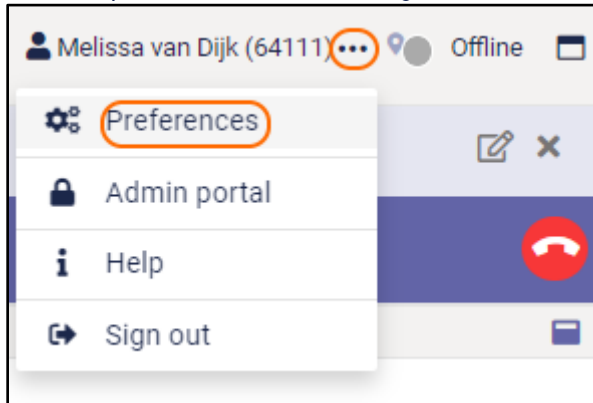 Melissa van Dijk (64111) ••• Offline
Preferences
Admin portal
Help
Sign out